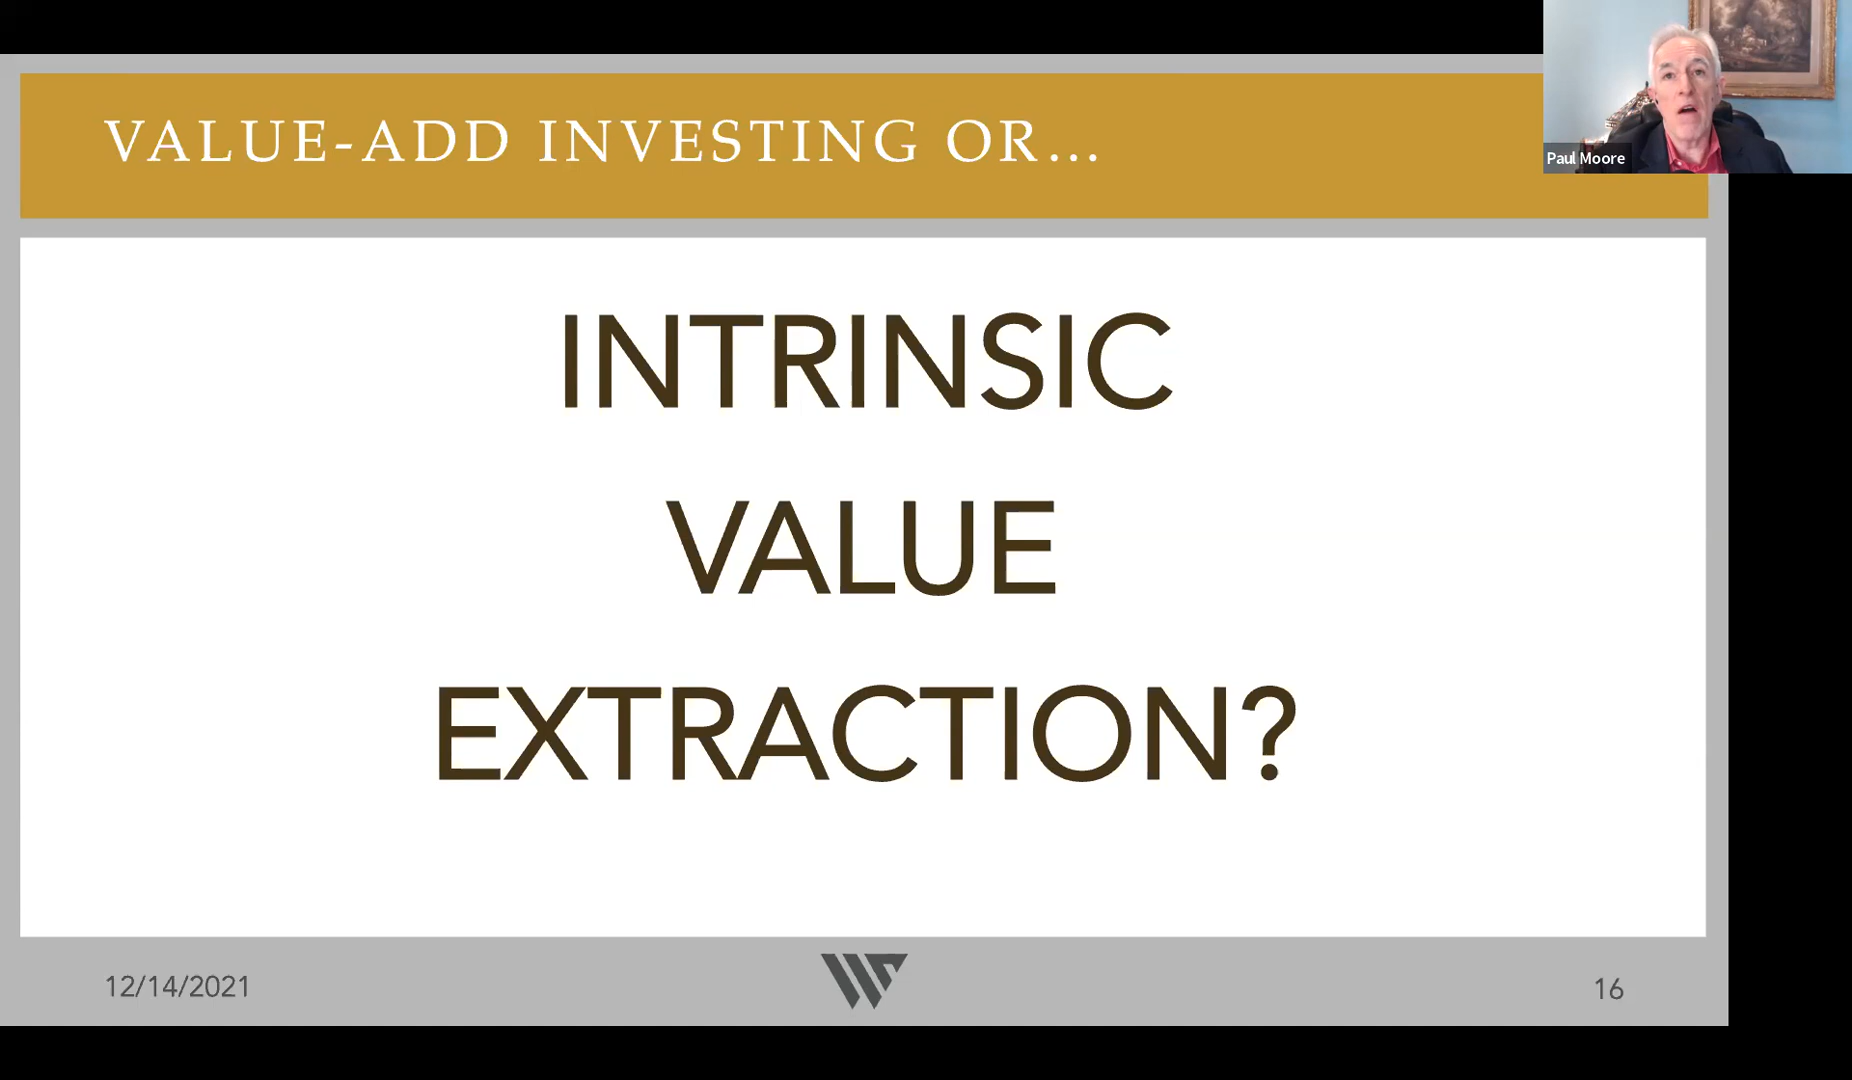 VALUE-ADD INVESTING OR...
Paul Moore
INTRINSIC
VALUE
EXTRACTION?
12/14/2021
16